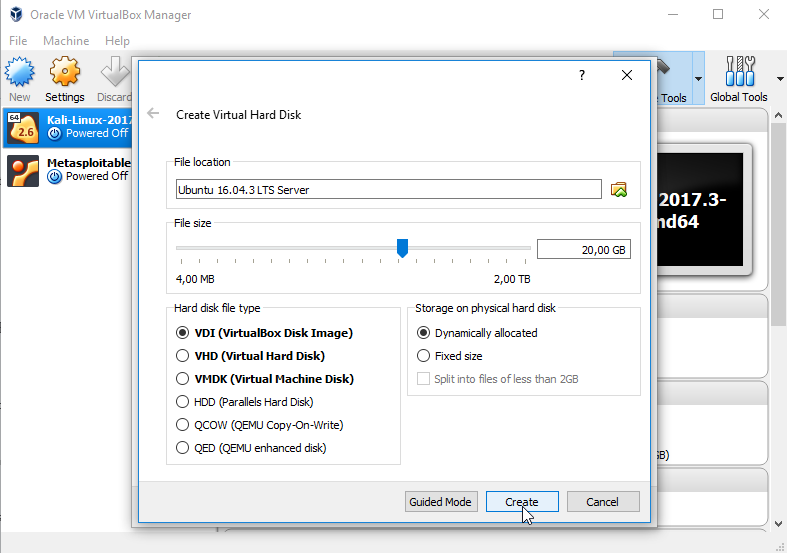 Oracle VM VirtualBox Manager
File Machine Help
New Settings Discard
Tools Global Tools
64
2.6
Kali-Linux-2017
Powered Off
Metasploitable
Powered Off
2017.3-
md64
GB)
?
Create Virtual Hard Disk
File location
Ubuntu 16.04.3 LTS Server
File size
20,00 GB
4,00 MB 2,00 TB
Hard disk file type
VDI (VirtualBox Disk Image)
VHD (Virtual Hard Disk)
VMDK (Virtual Machine Disk)
HDD (Parallels Hard Disk)
QCOW (QEMU Copy-On-Write)
QED (QEMU enhanced disk)
Storage on physical hard disk
Dynamically allocated
Fixed size
Split into files of less than 2GB
Guided Mode Create Cancel